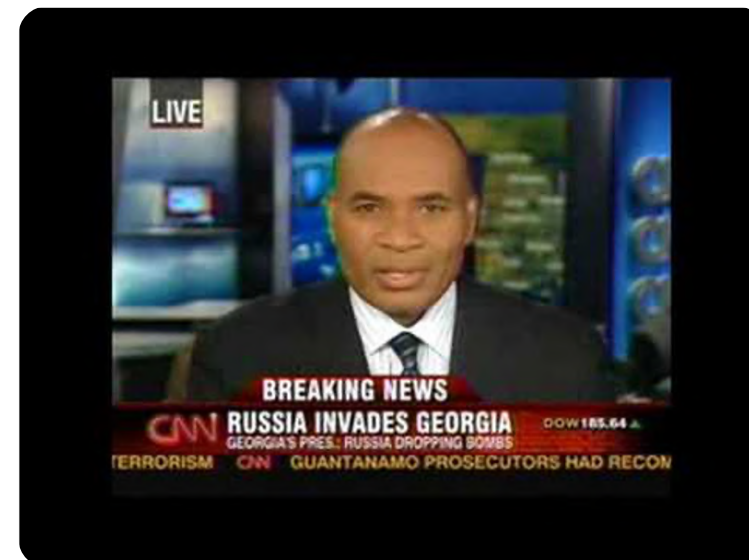 LIVE
BREAKING NEWS
CNN RUSSIA INVADES GEORGIA DOW 185.64 ▲
GEORGIA'S PRES.: RUSSIA DROPPING BOMBS
TERRORISM CNN GUANTANAMO PROSECUTORS HAD RECOM